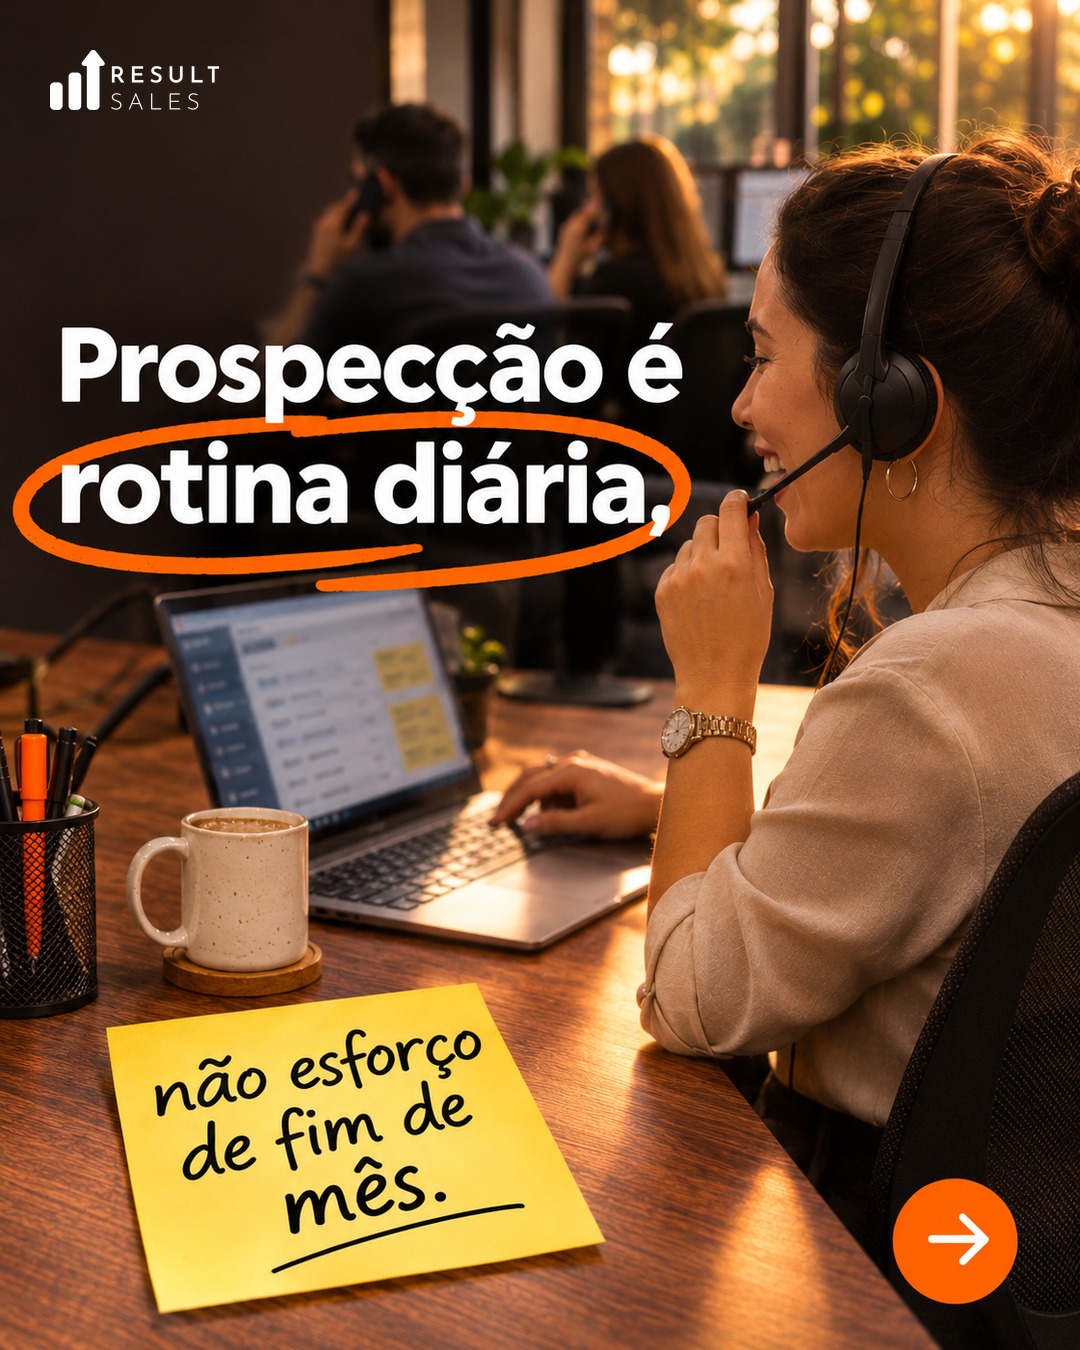 RESULT
SALES
Prospecção é
rotina diária,
não esforço
de fim de
mês.